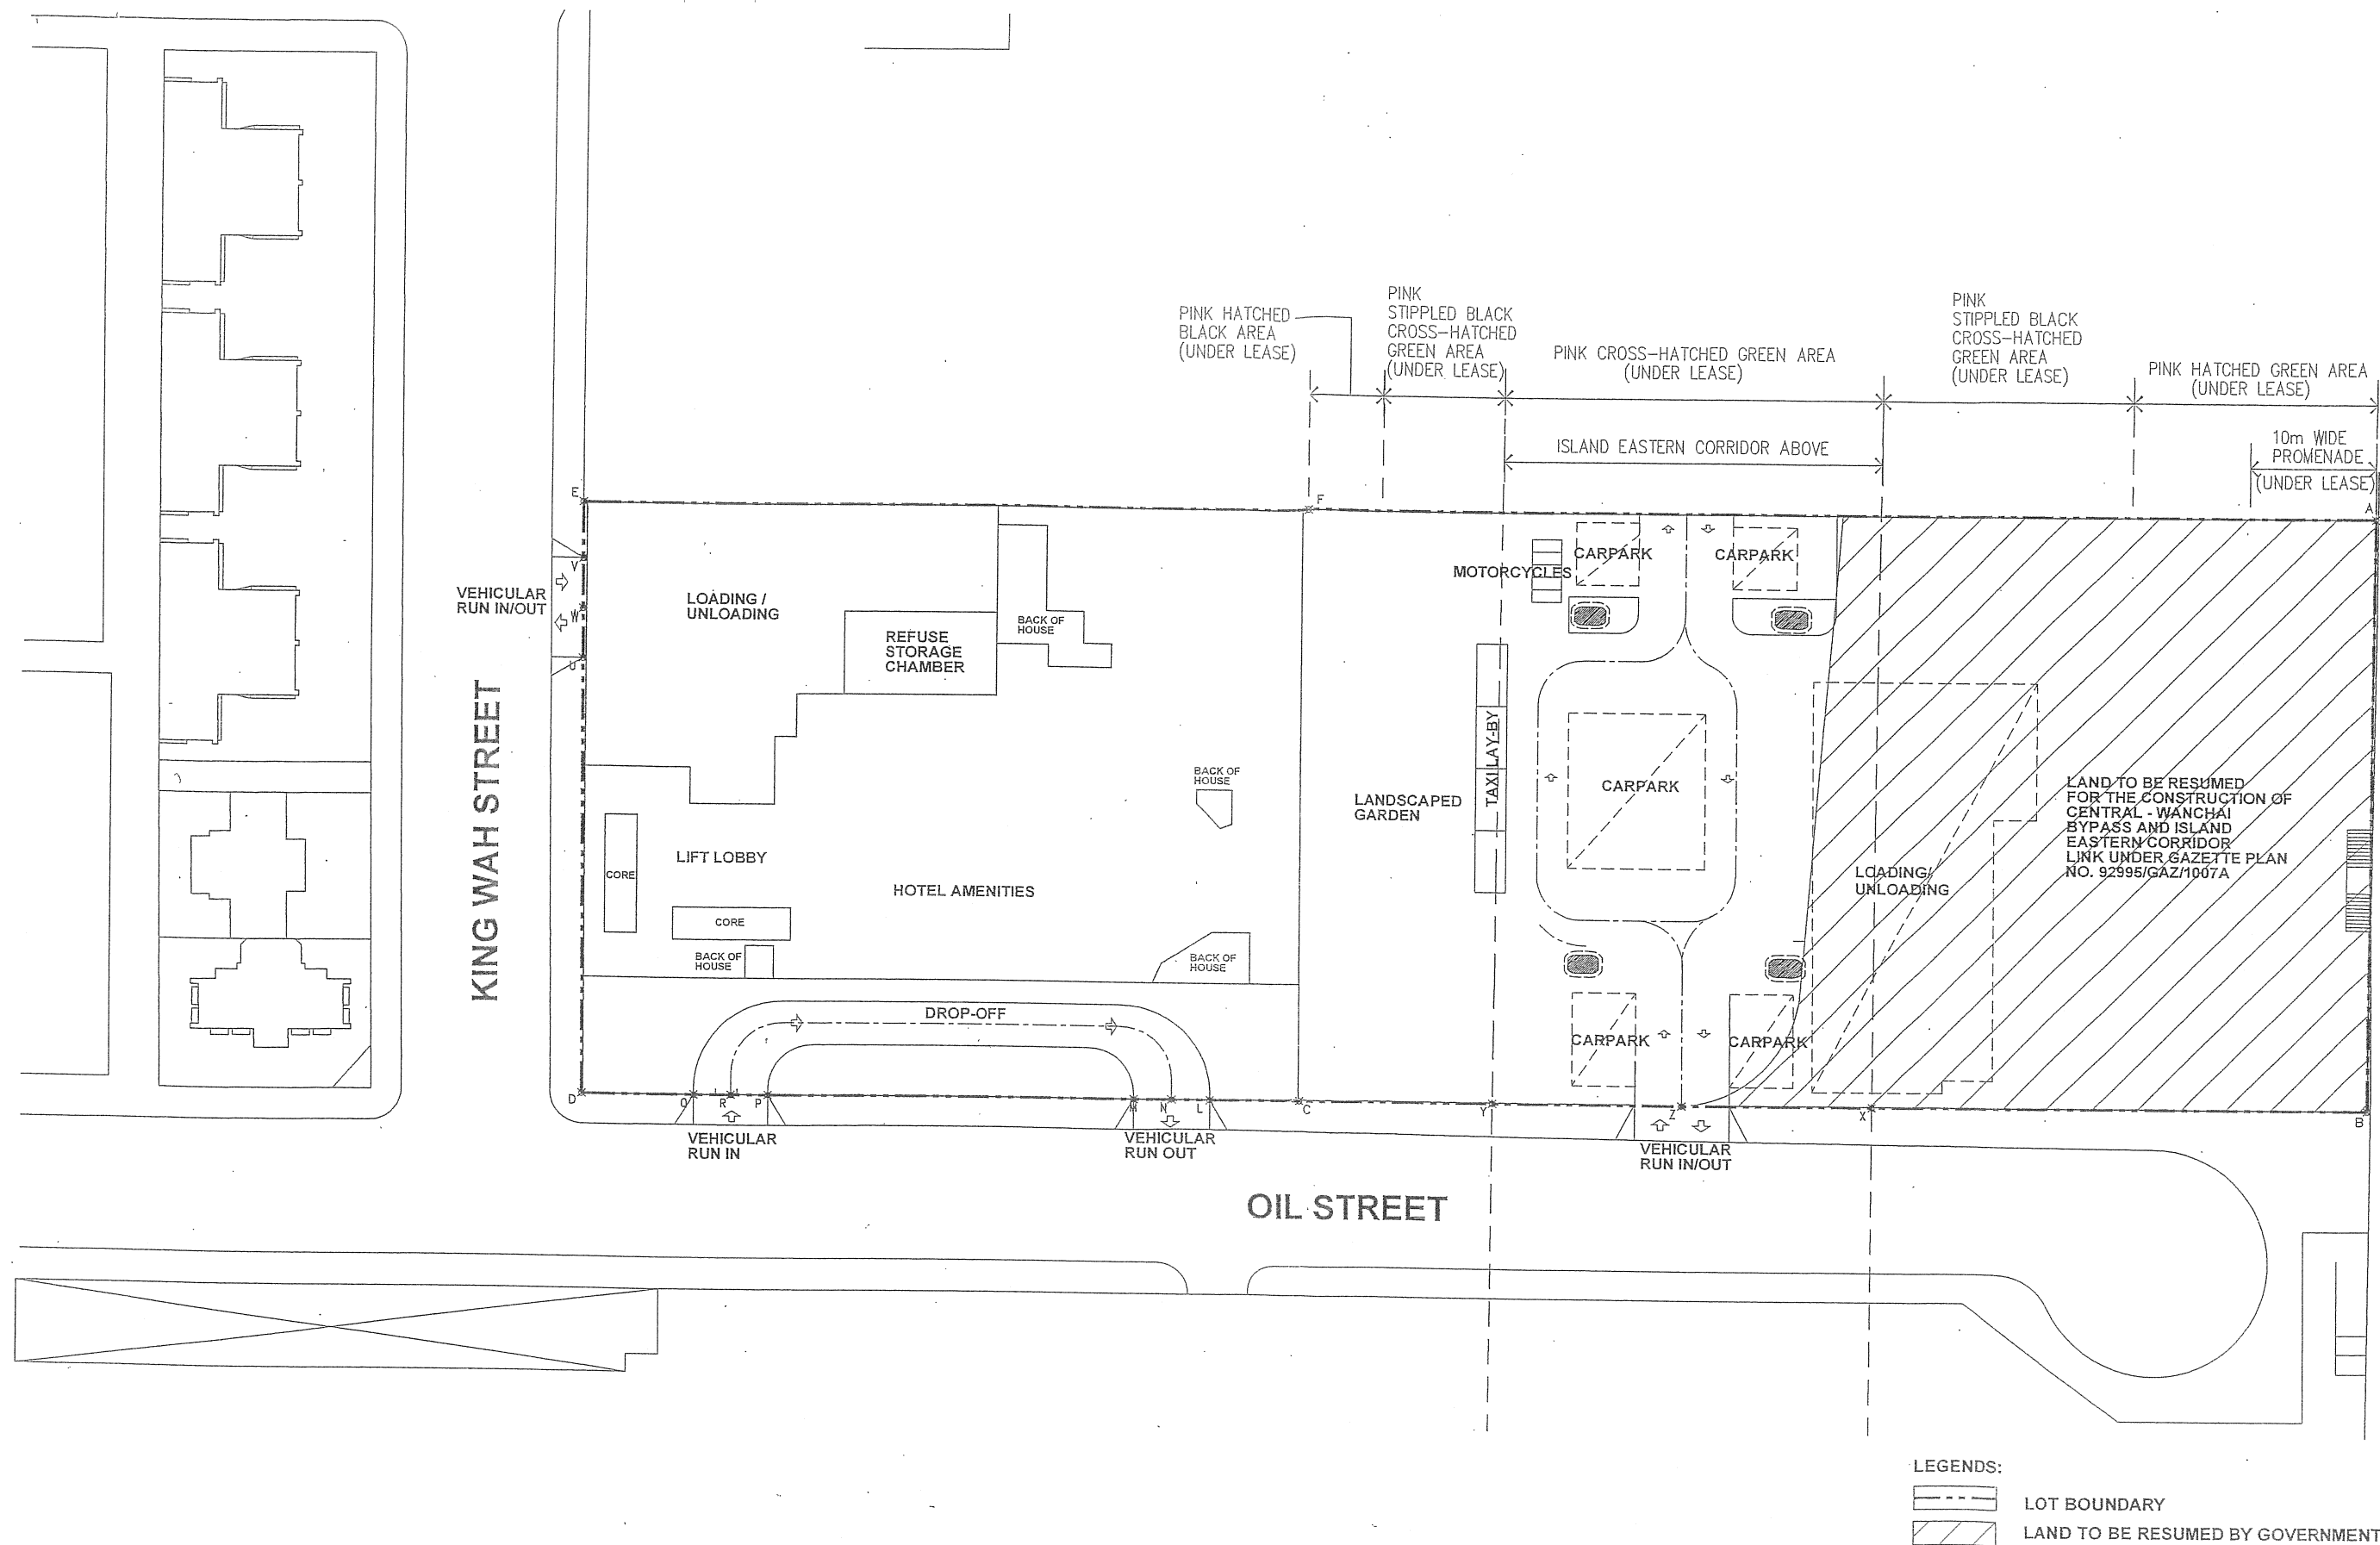 PINK HATCHED
BLACK AREA
(UNDER LEASE)
PINK
STIPPLED BLACK
CROSS-HATCHED
GREEN AREA
(UNDER LEASE)
PINK CROSS-HATCHED GREEN AREA
(UNDER LEASE)
PINK
STIPPLED BLACK
CROSS-HATCHED
GREEN AREA
(UNDER LEASE)
PINK HATCHED GREEN AREA
(UNDER LEASE)
ISLAND EASTERN CORRIDOR ABOVE
10m WIDE
PROMENADE
(UNDER LEASE)
E
F
A
V
W
U
VEHICULAR
RUN IN/OUT
KING WAH STREET
LOADING /
UNLOADING
REFUSE
STORAGE
CHAMBER
BACK OF
HOUSE
MOTORCYCLES
CARPARK
CARPARK
TAXI LAY-BY
LANDSCAPED
GARDEN
CARPARK
BACK OF
HOUSE
LAND TO BE RESUMED
FOR THE CONSTRUCTION OF
CENTRAL - WANCHAI
BYPASS AND ISLAND
EASTERN CORRIDOR
LINK UNDER GAZETTE PLAN
NO. 92995/GAZ/1007A
LOADING/
UNLOADING
LIFT LOBBY
CORE
HOTEL AMENITIES
CORE
BACK OF
HOUSE
BACK OF
HOUSE
DROP-OFF
CARPARK
CARPARK
D
Q
R
P
M
N
L
C
Y
Z
X
B
VEHICULAR
RUN IN
VEHICULAR
RUN OUT
VEHICULAR
RUN IN/OUT
OIL STREET
LEGENDS:
LOT BOUNDARY
LAND TO BE RESUMED BY GOVERNMENT